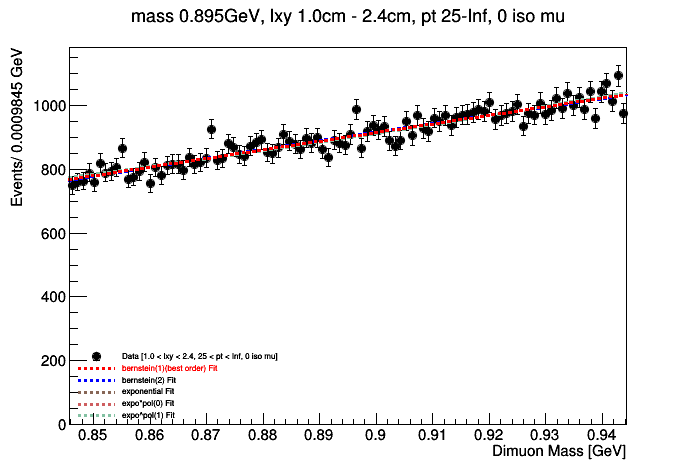 mass 0.895GeV, lxy 1.0cm - 2.4cm, pt 25-Inf, 0 iso mu
Events/ 0.0009845 GeV
1000
800
600
400
200
0
Data [1.0 < lxy < 2.4, 25 < pt < Inf, 0 iso mu]
bernstein(1)(best order) Fit
bernstein(2) Fit
exponential Fit
expo*pol(0) Fit
expo*pol(1) Fit
0.85 0.86 0.87 0.88 0.89 0.9 0.91 0.92 0.93 0.94
Dimuon Mass [GeV]